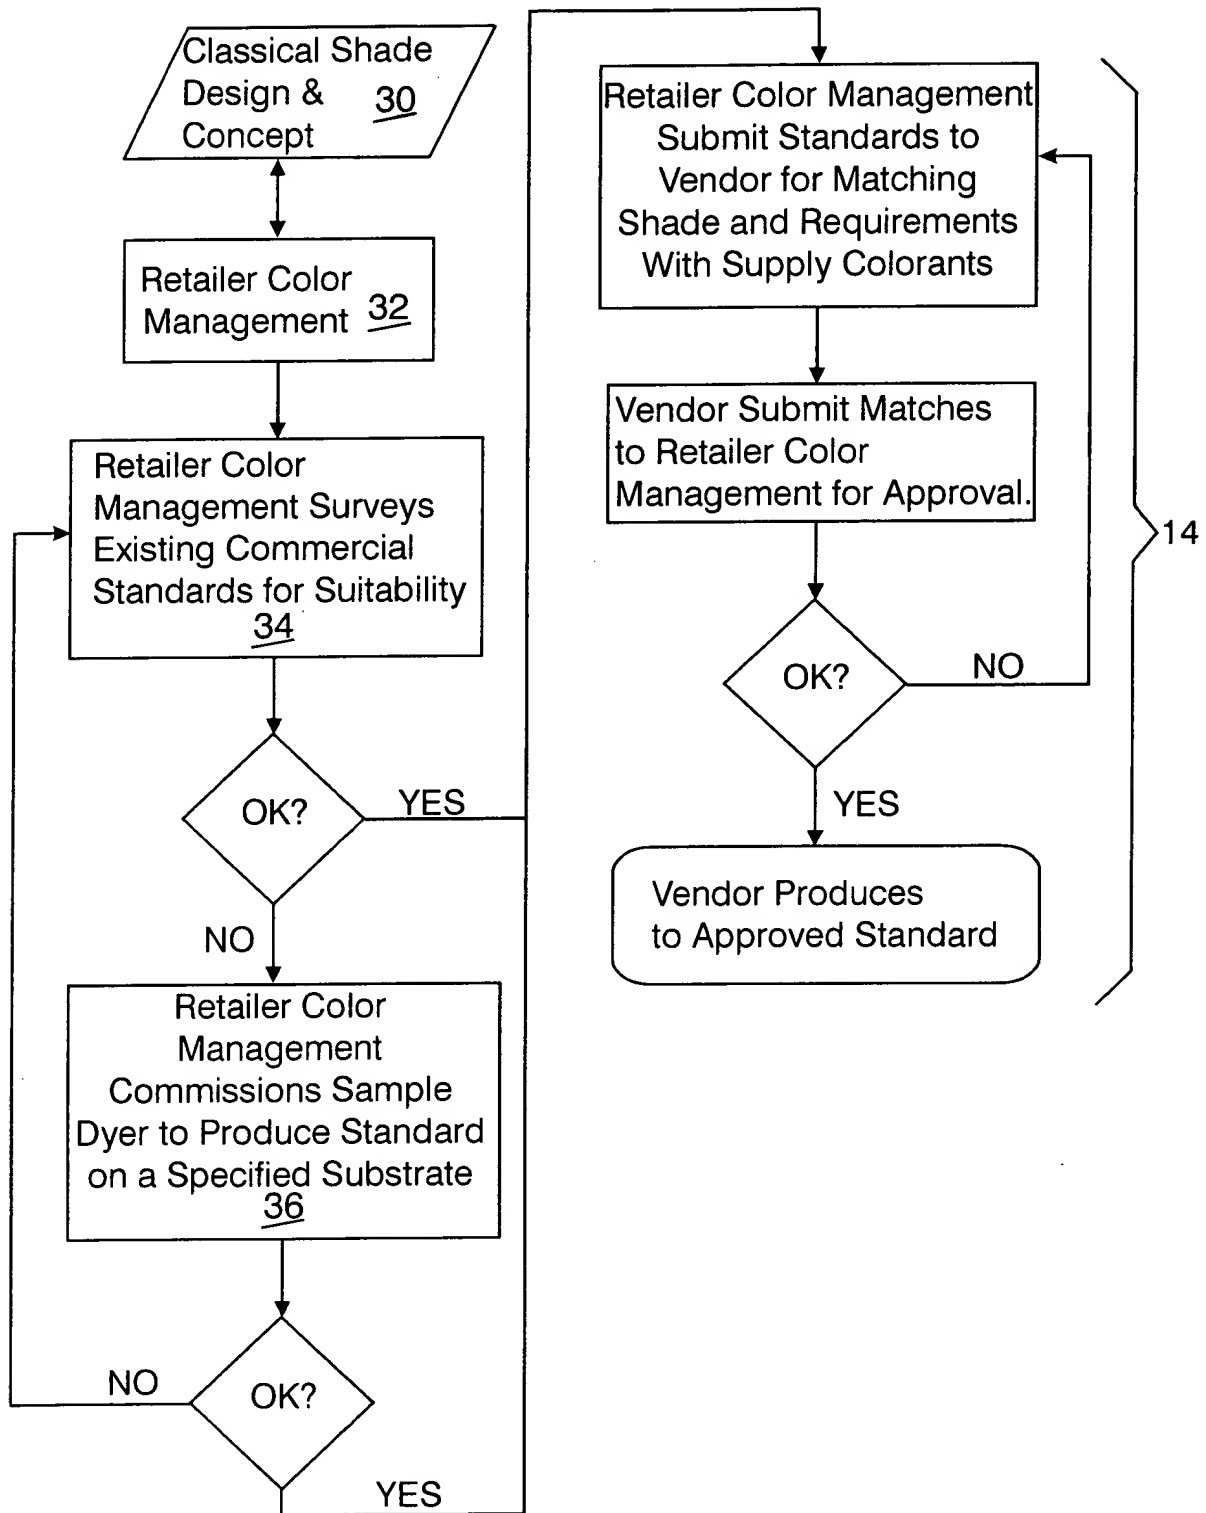 Classical Shade
Design & 30
Concept
Retailer Color
Management 32
Retailer Color
Management Surveys
Existing Commercial
Standards for Suitability
34
OK?
YES
NO
Retailer Color
Management
Commissions Sample
Dyer to Produce Standard
on a Specified Substrate
36
NO
OK?
YES
Retailer Color Management
Submit Standards to
Vendor for Matching
Shade and Requirements
With Supply Colorants
Vendor Submit Matches
to Retailer Color
Management for Approval.
14
OK?
NO
YES
Vendor Produces
to Approved Standard